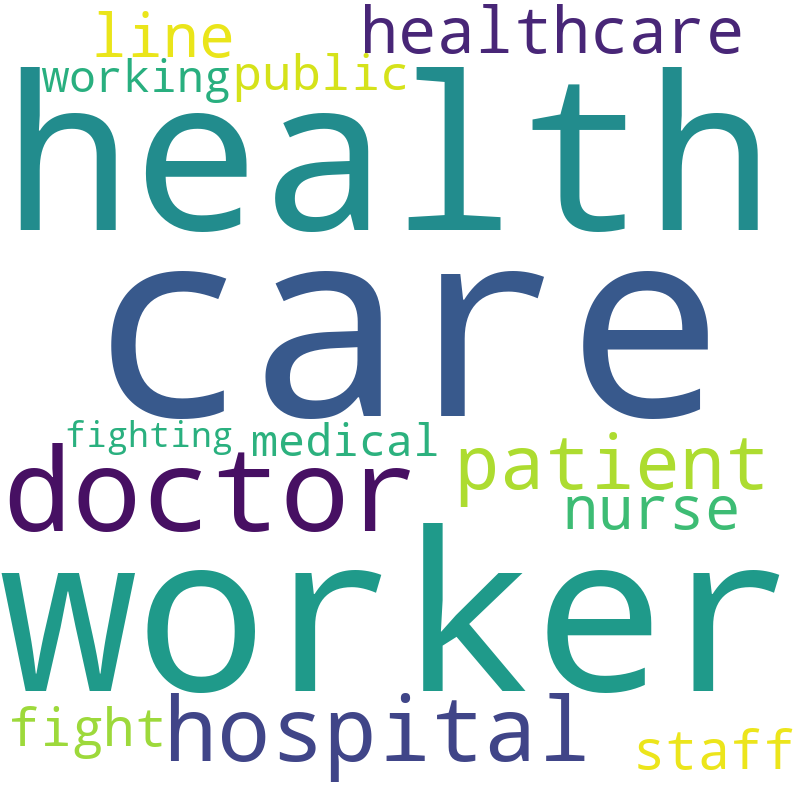 line healthcare
working public
health
care
fighting medical
doctor patient
nurse
worker
fight hospital
staff